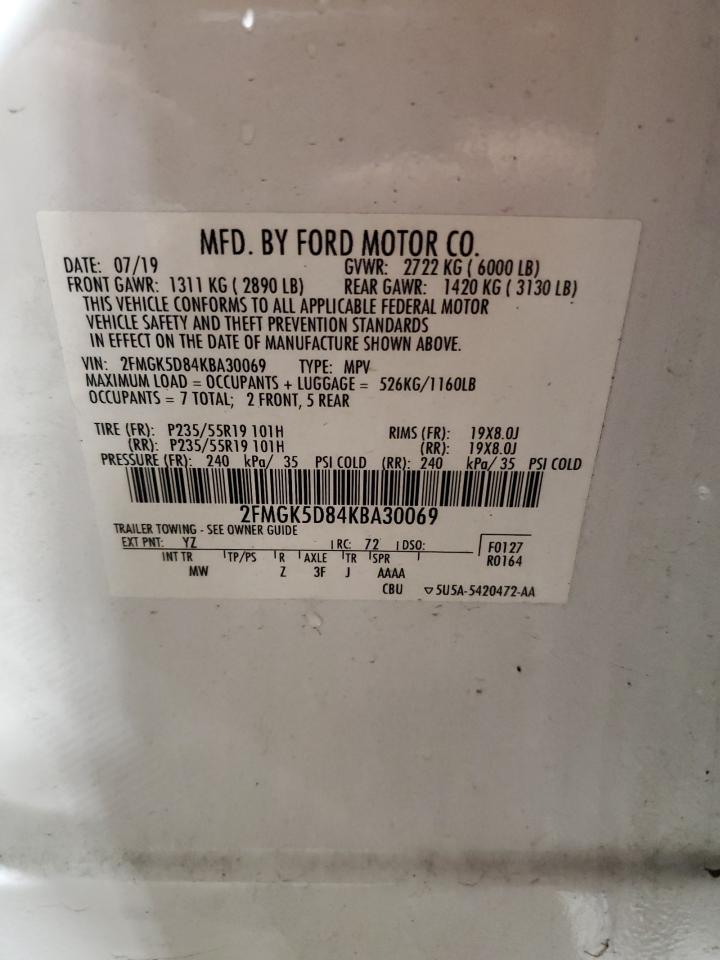 MFD. BY FORD MOTOR CO.
DATE: 07/19 GVWR: 2722 KG ( 6000 LB)
FRONT GAWR: 1311 KG ( 2890 LB) REAR GAWR: 1420 KG ( 3130 LB)
THIS VEHICLE CONFORMS TO ALL APPLICABLE FEDERAL MOTOR
VEHICLE SAFETY AND THEFT PREVENTION STANDARDS
IN EFFECT ON THE DATE OF MANUFACTURE SHOWN ABOVE.
VIN: 2FMGK5D84KBA30069 TYPE: MPV
MAXIMUM LOAD = OCCUPANTS + LUGGAGE = 526KG/1160LB
OCCUPANTS = 7 TOTAL; 2 FRONT, 5 REAR
TIRE (FR): P235/55R19 101H RIMS (FR): 19X8.0J
(RR): P235/55R19 101H (RR): 19X8.0J
PRESSURE (FR): 240 kPa/ 35 PSI COLD (RR): 240 kPa/ 35 PSI COLD
2FMGK5D84KBA30069
TRAILER TOWING - SEE OWNER GUIDE
EXT PNT: YZ RC: 72 DSO: F0127
INT TR TP/PS R AXLE TR SPR R0164
MW Z 3F J AAAA
CBU ▽5U5A-5420472-AA